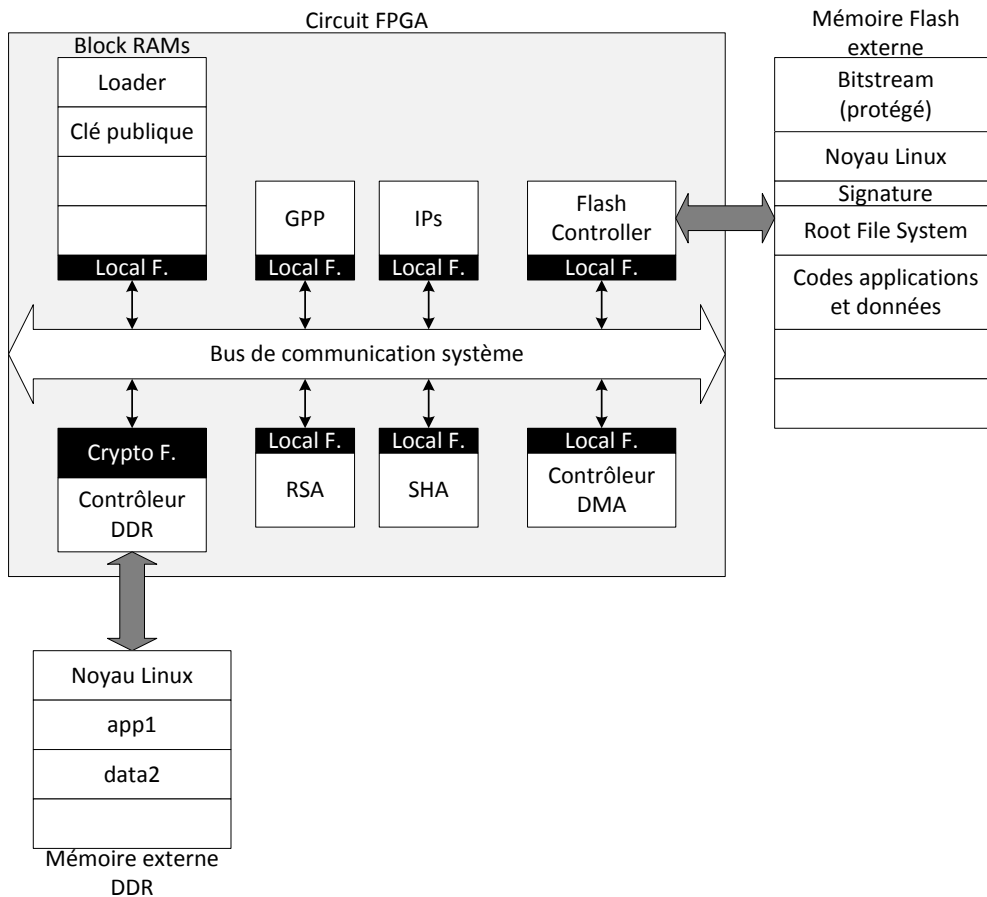 Circuit FPGA
Block RAMs
Loader
Clé publique
Local F.
GPP
Local F.
IPs
Local F.
Flash
Controller
Local F.
Mémoire Flash
externe
Bitstream
(protégé)
Noyau Linux
Signature
Root File System
Codes applications
et données
Bus de communication système
Crypto F.
Contrôleur
DDR
Local F.
RSA
Local F.
SHA
Local F.
Contrôleur
DMA
Noyau Linux
app1
data2
Mémoire externe
DDR